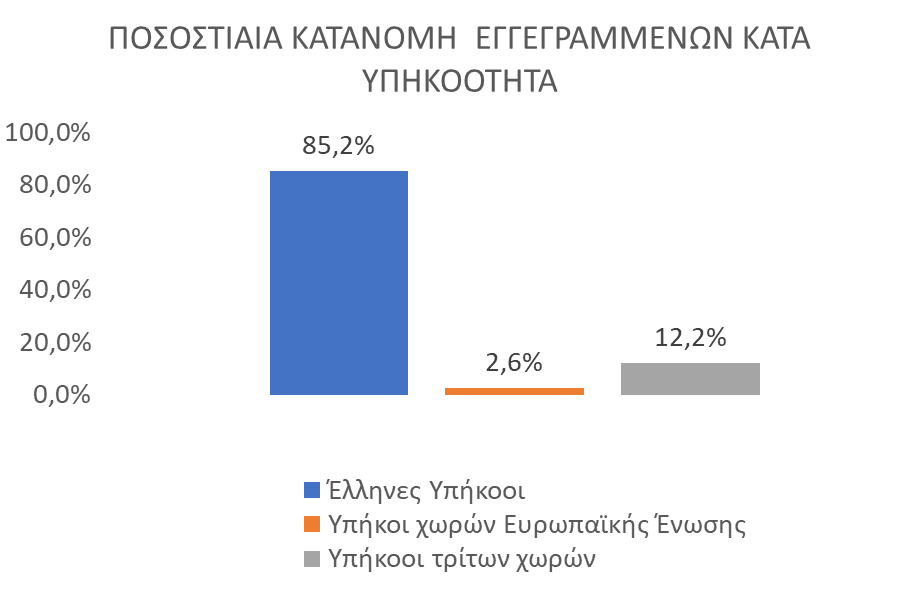 ΠΟΣΟΣΤΙΑΙΑ ΚΑΤΑΝΟΜΗ  ΕΓΓΕΓΡΑΜΜΕΝΩΝ ΚΑΤΑ
ΥΠΗΚΟΟΤΗΤΑ
100,0%
80,0%
60,0%
40,0%
20,0%
0,0%
85,2%
2,6%
12,2%
Έλληνες Υπήκοοι
Υπήκοι χωρών Ευρωπαϊκής Ένωσης
Υπήκοοι τρίτων χωρών